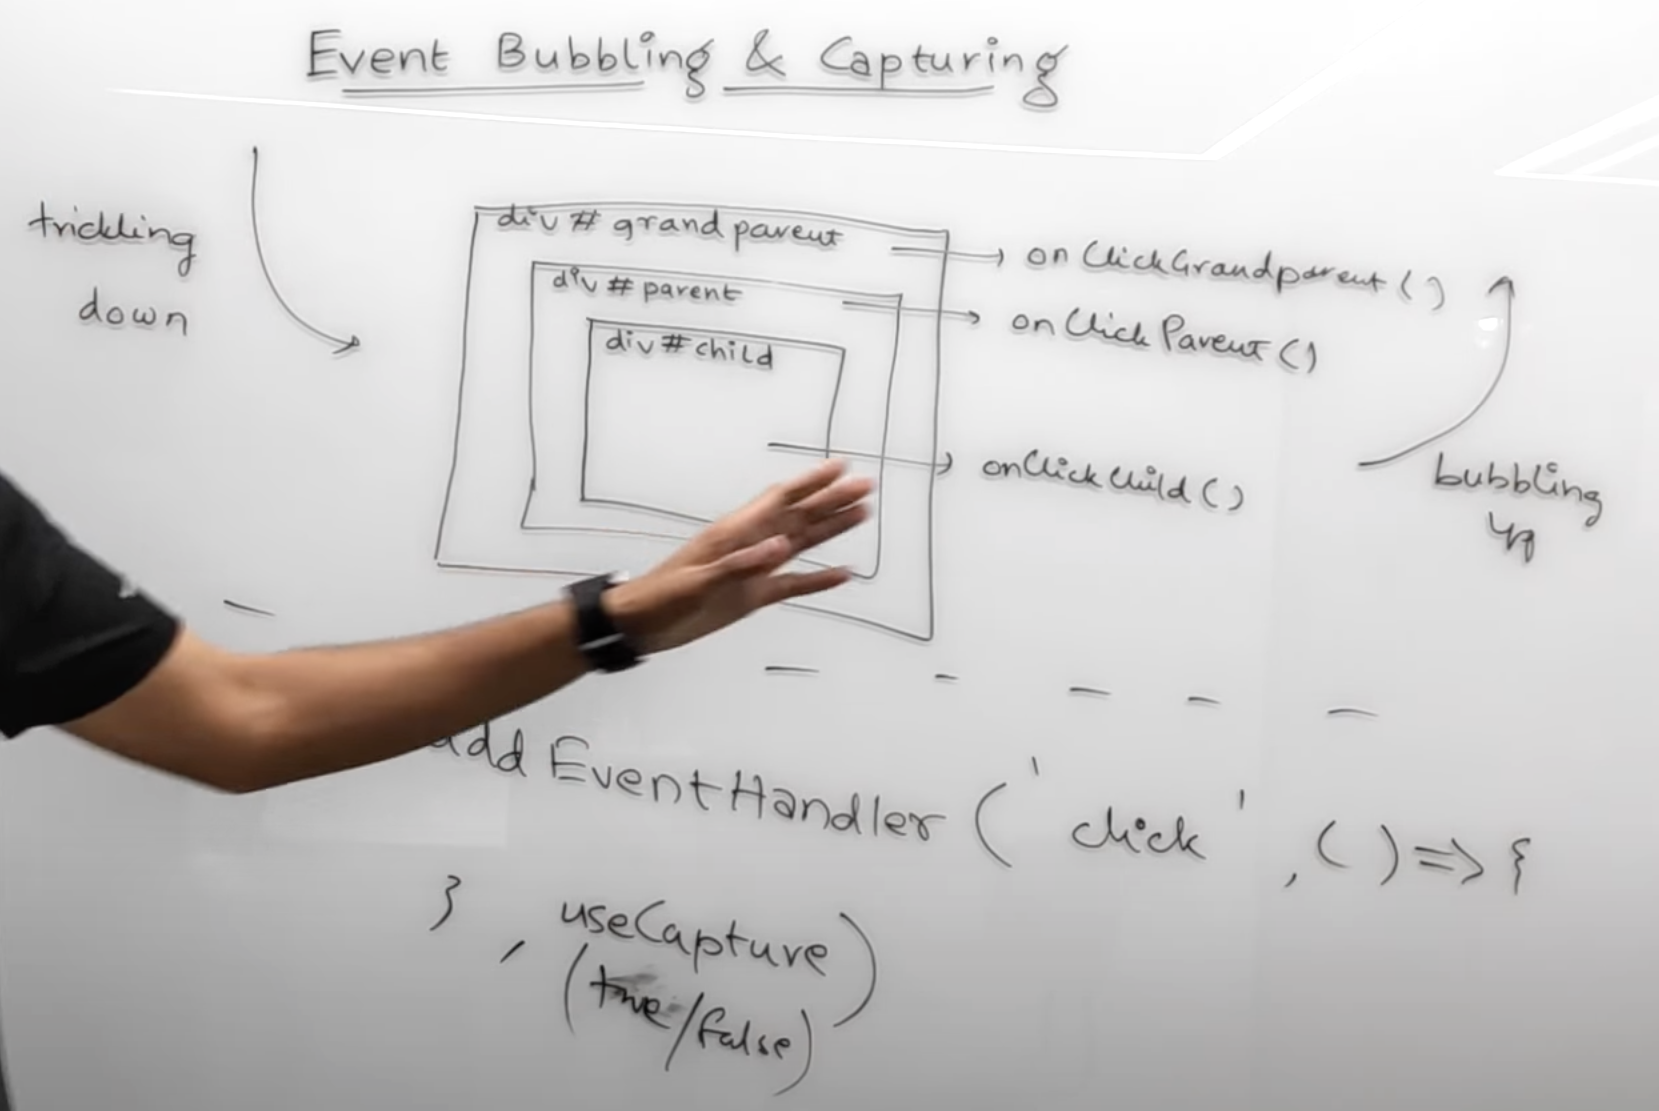 Event Bubbling & Capturing
trickling
down
div # grandparent
onClickGrandparent ( )
div # parent
onClickParent ( )
div # child
onClickChild ( )
bubbling
up
add EventHandler ( 'click' , ( ) => {
} , useCapture )
(true/false)